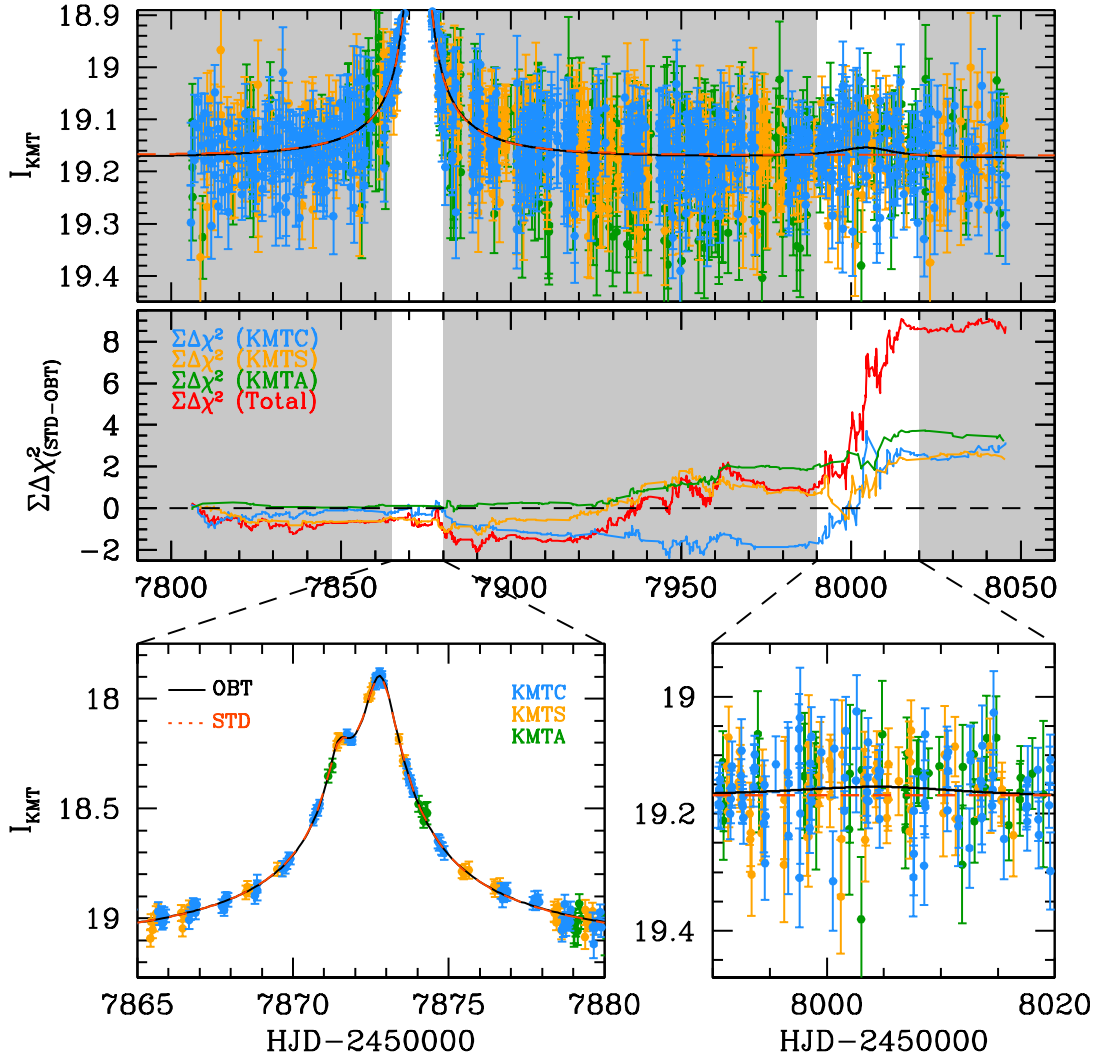 18.9
19
19.1
19.2
19.3
19.4
I_KMT
ΣΔχ² (KMTC)
ΣΔχ² (KMTS)
ΣΔχ² (KMTA)
ΣΔχ² (Total)
8
6
4
2
0
−2
ΣΔχ²(STD−OBT)
7800 7850 7900 7950 8000 8050
OBT
STD
KMTC
KMTS
KMTA
18
18.5
19
I_KMT
7865 7870 7875 7880
HJD−2450000
19
19.2
19.4
8000 8020
HJD−2450000